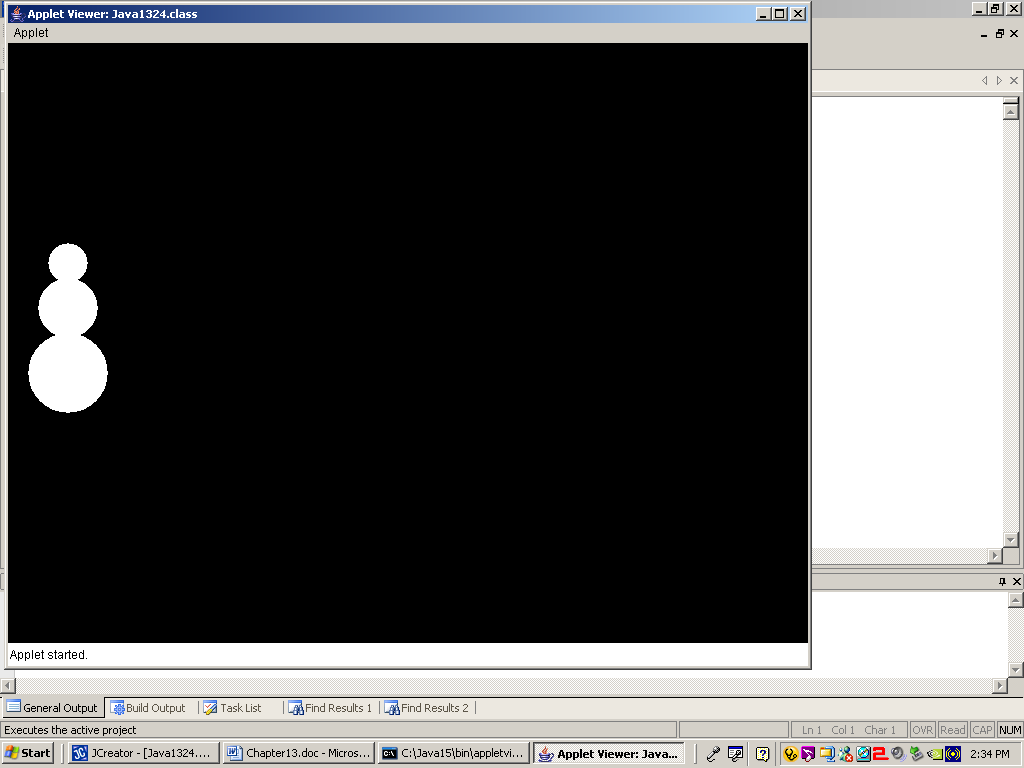 Applet Viewer: Java1324.class
Applet
Applet started.
General Output Build Output Task List Find Results 1 Find Results 2
Executes the active project Ln 1 Col 1 Char 1 OVR Read CAP NUM
Start JCreator - [Java1324.... Chapter13.doc - Micros... C:\Java15\bin\appletvi... Applet Viewer: Java... 2:34 PM